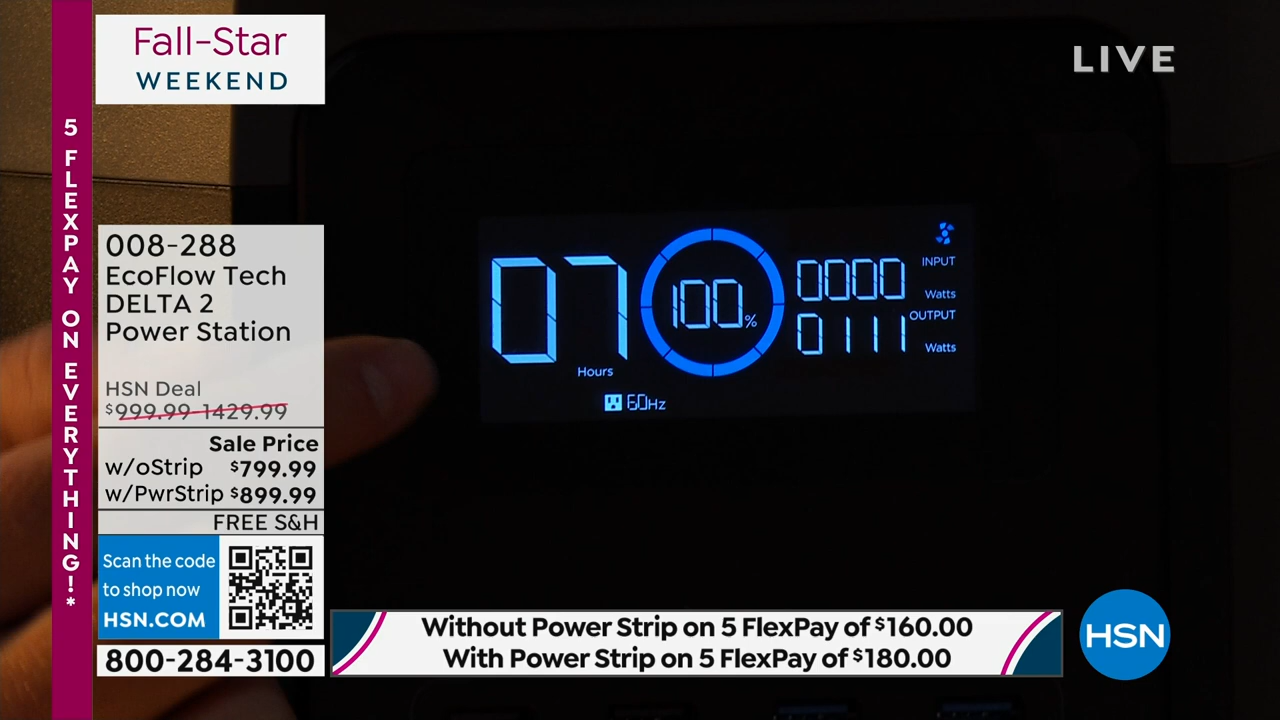 Fall-Star
WEEKEND
LIVE
5 FLEXPAY ON EVERYTHING!*
008-288
EcoFlow Tech
DELTA 2
Power Station
HSN Deal
$999.99-1429.99
Sale Price
w/oStrip $799.99
w/PwrStrip $899.99
FREE S&H
Scan the code
to shop now
HSN.COM
800-284-3100
07
Hours
100%
0000
INPUT
Watts
0111
OUTPUT
Watts
60Hz
Without Power Strip on 5 FlexPay of $160.00
With Power Strip on 5 FlexPay of $180.00
HSN